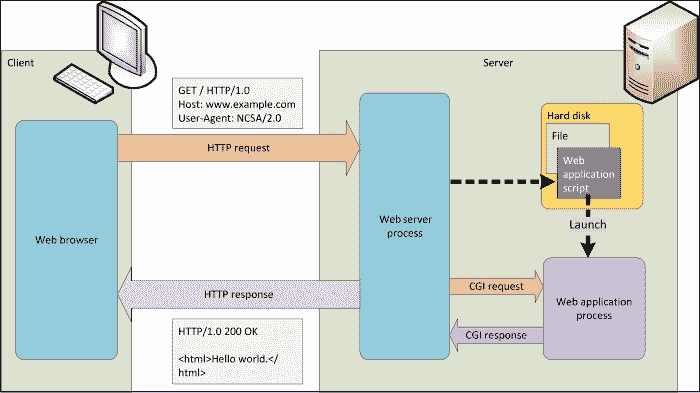 Client
Server
GET / HTTP/1.0
Host: www.example.com
User-Agent: NCSA/2.0
HTTP request
Hard disk
File
Web
application
script
Launch
Web browser
Web server
process
HTTP response
CGI request
Web application
process
CGI response
HTTP/1.0 200 OK
<html>Hello world.</
html>